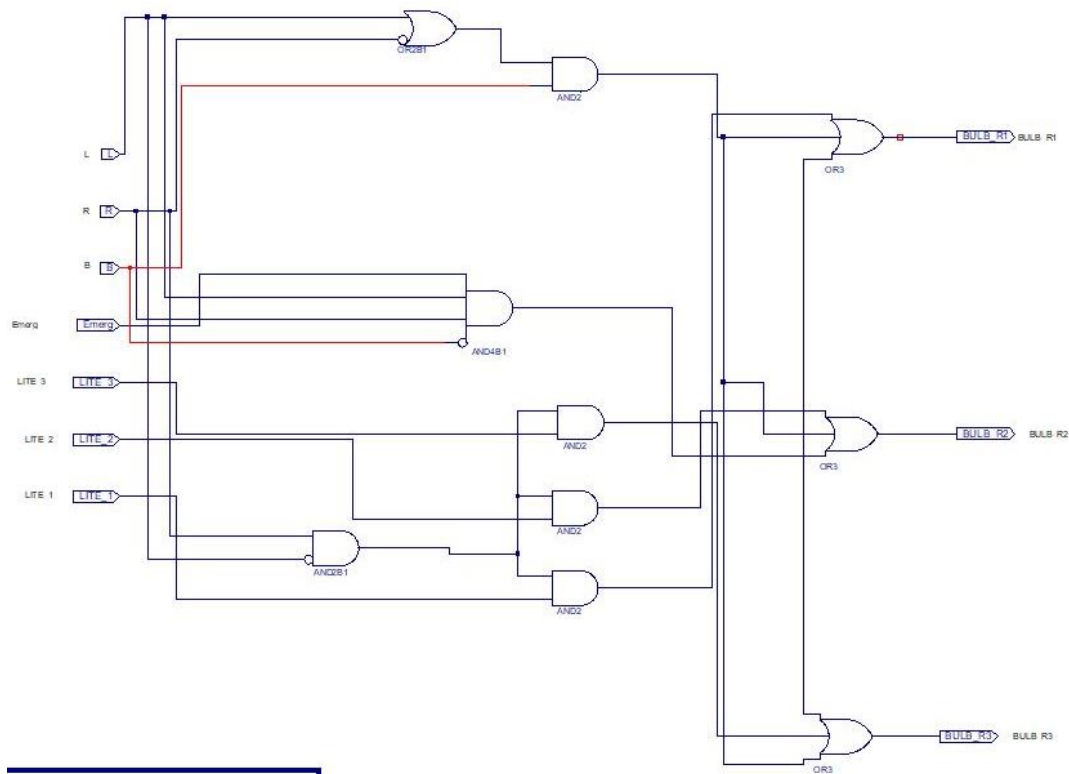 OR2B1
AND2
L L
BULB_R1 BULB R1
OR3
R R
B B
Emerg Emerg
AND4B1
LITE 3 LITE_3
LITE 2 LITE_2
AND2
BULB_R2 BULB R2
OR3
LITE 1 LITE_1
AND2
AND2B1
AND2
BULB_R3 BULB R3
OR3